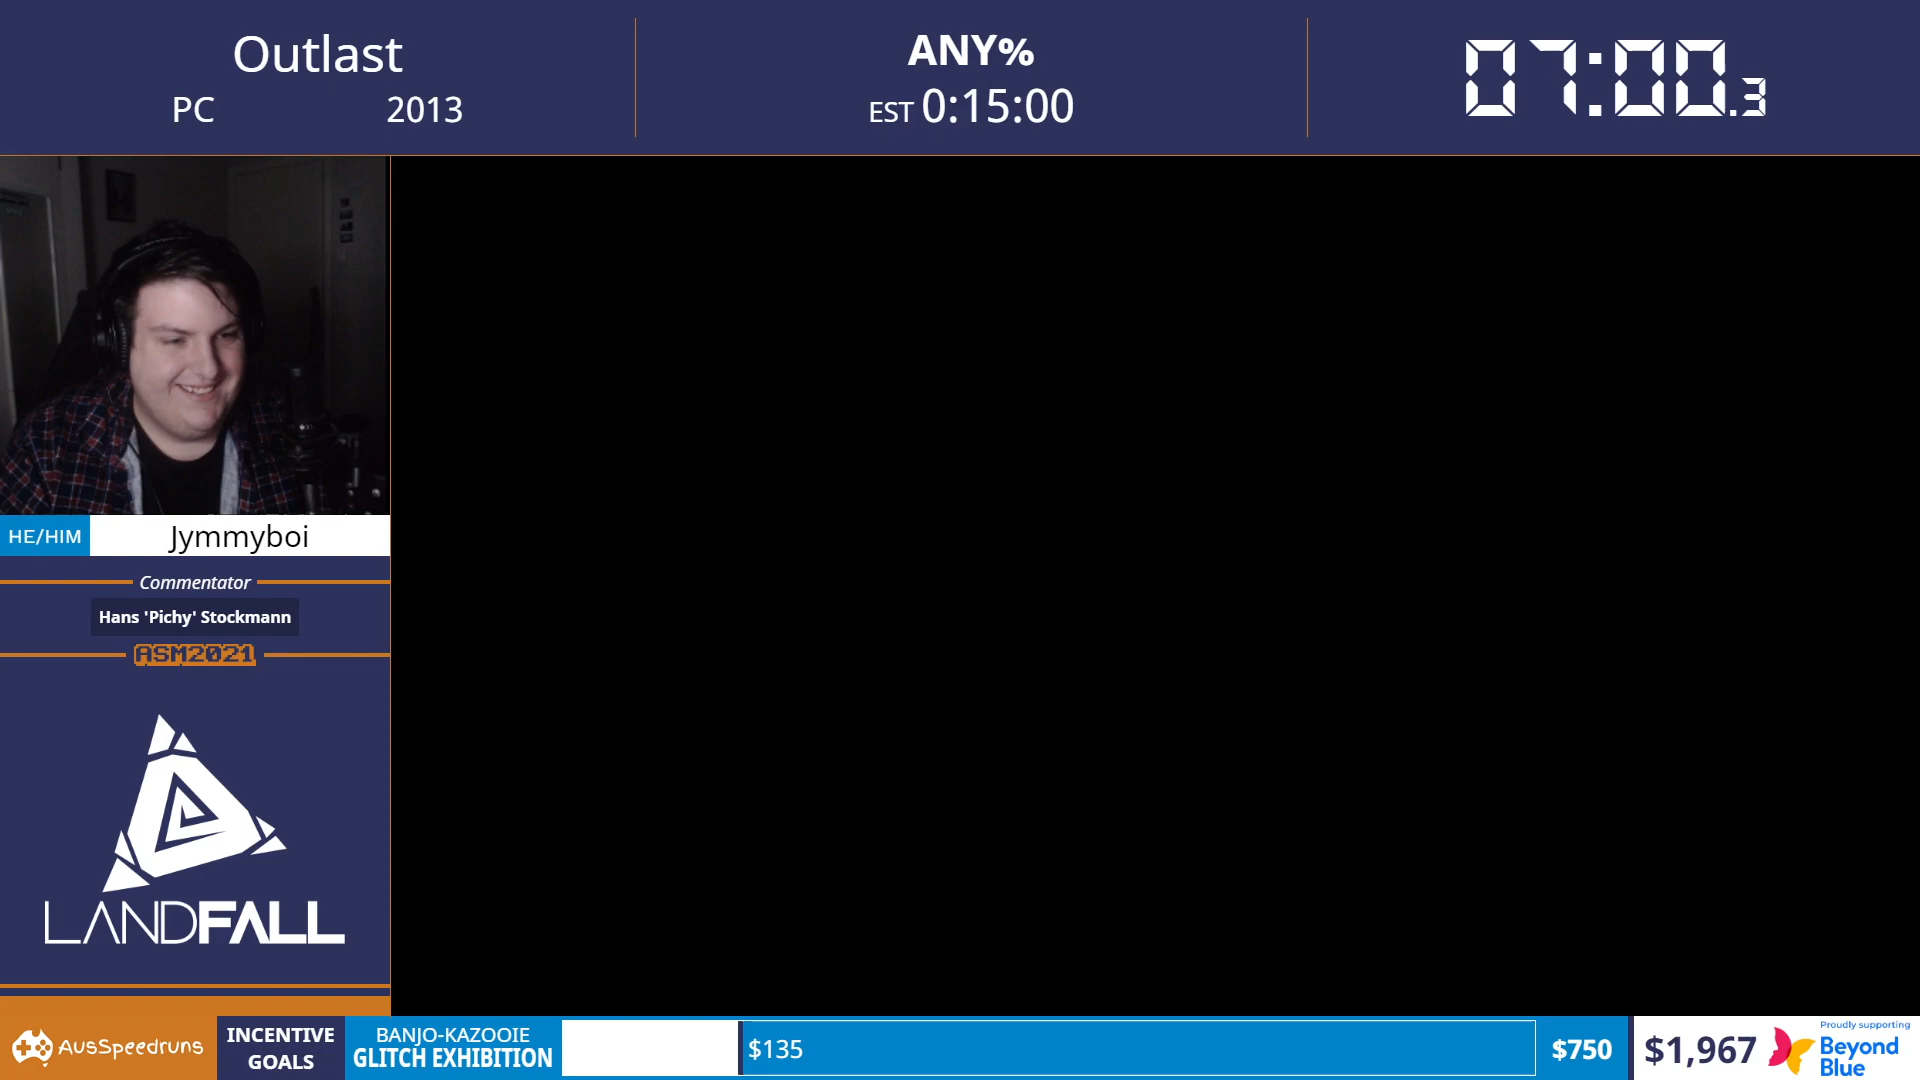 Outlast
PC 2013
ANY%
EST 0:15:00
07:00.3
HE/HIM Jymmyboi
Commentator
Hans 'Pichy' Stockmann
ASM2021
LANDFALL
AusSpeedruns
INCENTIVE
GOALS
BANJO-KAZOOIE
GLITCH EXHIBITION
$135
$750
$1,967
Proudly supporting
Beyond
Blue